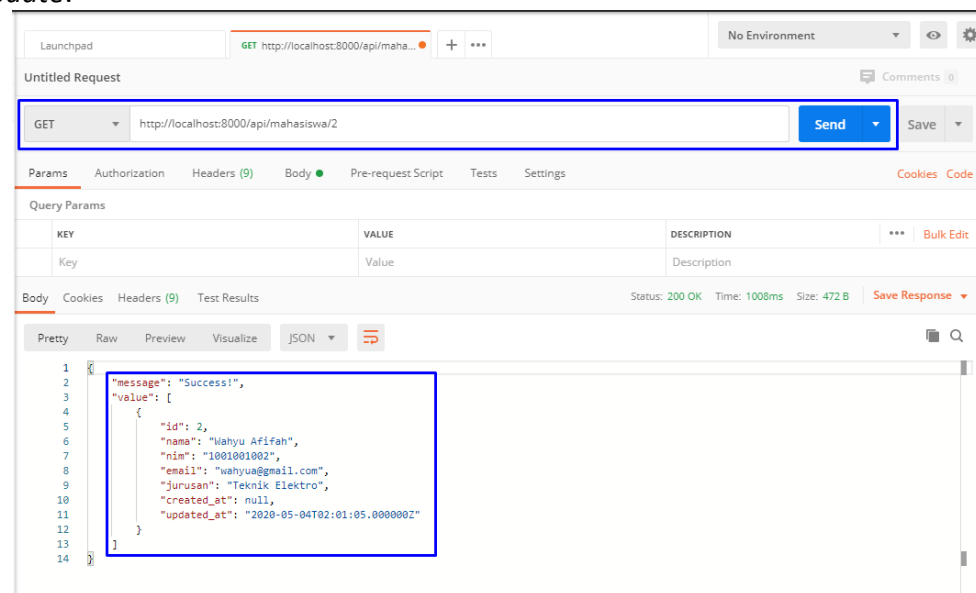 Launchpad
GET http://localhost:8000/api/maha...
+ •••
No Environment
Untitled Request
Comments 0
GET
http://localhost:8000/api/mahasiswa/2
Send
Save
Params Authorization Headers (9) Body Pre-request Script Tests Settings Cookies Code
Query Params
KEY VALUE DESCRIPTION ••• Bulk Edit
Key Value Description
Body Cookies Headers (9) Test Results Status: 200 OK Time: 1008ms Size: 472 B Save Response
Pretty Raw Preview Visualize JSON
1 {
2 "message": "Success!",
3 "value": [
4 {
5 "id": 2,
6 "nama": "Wahyu Afifah",
7 "nim": "1001001002",
8 "email": "wahyua@gmail.com",
9 "jurusan": "Teknik Elektro",
10 "created_at": null,
11 "updated_at": "2020-05-04T02:01:05.000000Z"
12 }
13 ]
14 }